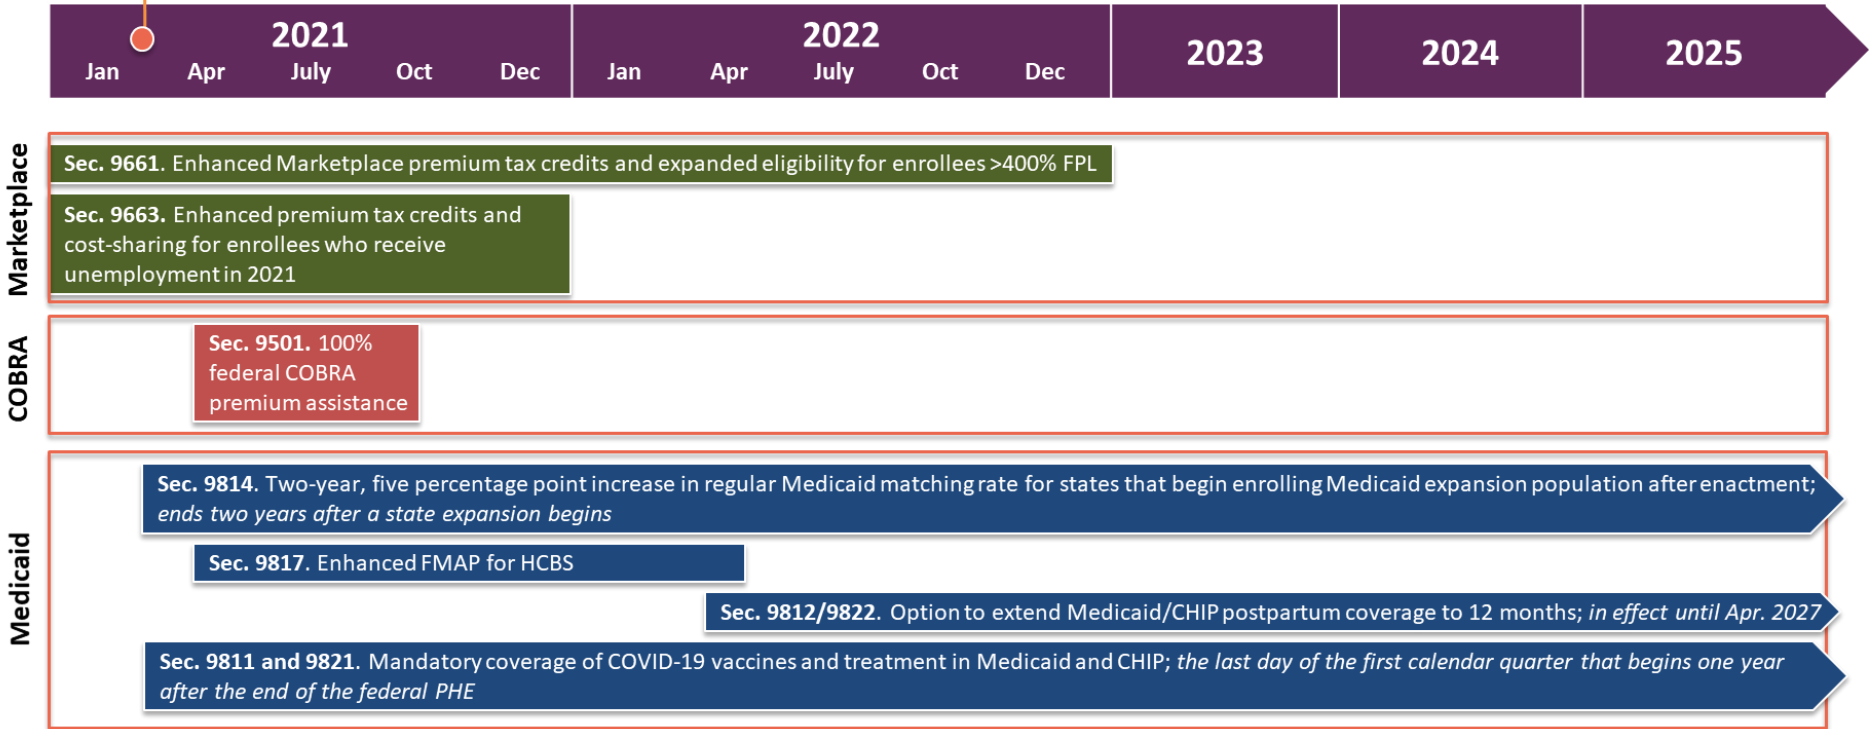 2021
Jan Apr July Oct Dec
2022
Jan Apr July Oct Dec
2023
2024
2025
Marketplace
Sec. 9661. Enhanced Marketplace premium tax credits and expanded eligibility for enrollees >400% FPL
Sec. 9663. Enhanced premium tax credits and
cost-sharing for enrollees who receive
unemployment in 2021
COBRA
Sec. 9501. 100%
federal COBRA
premium assistance
Medicaid
Sec. 9814. Two-year, five percentage point increase in regular Medicaid matching rate for states that begin enrolling Medicaid expansion population after enactment;
ends two years after a state expansion begins
Sec. 9817. Enhanced FMAP for HCBS
Sec. 9812/9822. Option to extend Medicaid/CHIP postpartum coverage to 12 months; in effect until Apr. 2027
Sec. 9811 and 9821. Mandatory coverage of COVID-19 vaccines and treatment in Medicaid and CHIP; the last day of the first calendar quarter that begins one year
after the end of the federal PHE